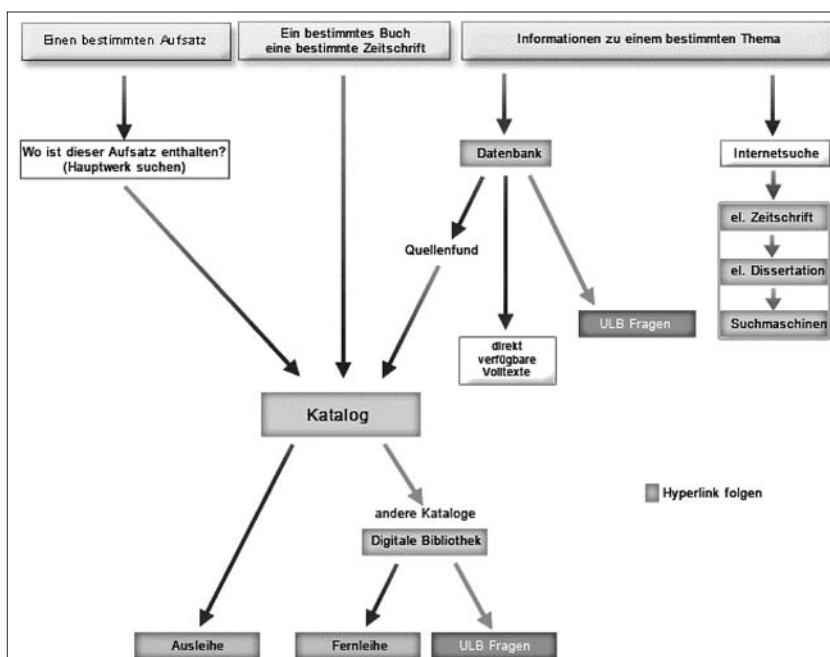 Einen bestimmten Aufsatz
Ein bestimmtes Buch
eine bestimmte Zeitschrift
Informationen zu einem bestimmten Thema
Wo ist dieser Aufsatz enthalten?
(Hauptwerk suchen)
Datenbank
Internetsuche
el. Zeitschrift
Quellenfund
el. Dissertation
ULB Fragen
Suchmaschinen
direkt
verfügbare
Volltexte
Katalog
Hyperlink folgen
andere Kataloge
Digitale Bibliothek
Ausleihe
Fernleihe
ULB Fragen